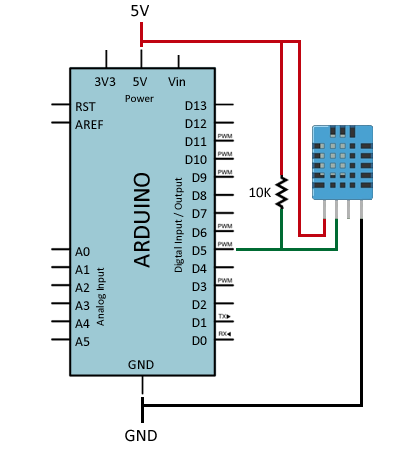 5V
3V3 5V Vin
Power
RST
AREF
D13
D12
PWM
D11
PWM
D10
PWM
D9
D8
D7
PWM
D6
PWM
D5
D4
PWM
D3
D2
TX▶
D1
RX◀
D0
ARDUINO
Digtal Input / Output
Analog Input
A0
A1
A2
A3
A4
A5
GND
GND
10K